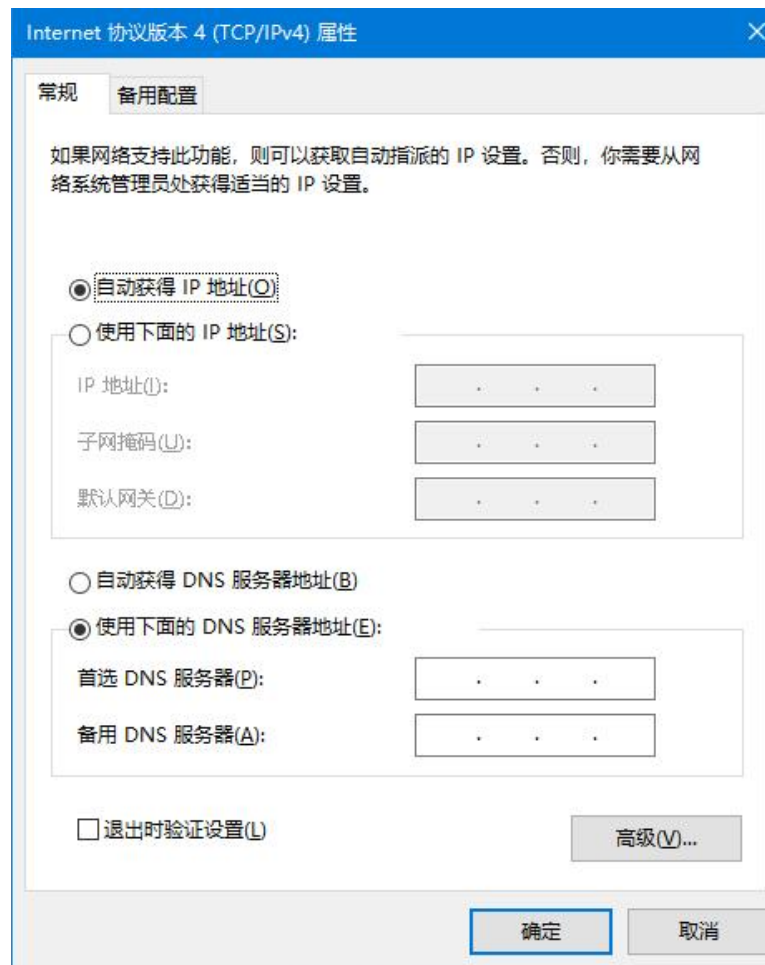 Internet 协议版本 4 (TCP/IPv4) 属性
常规
备用配置
如果网络支持此功能，则可以获取自动指派的 IP 设置。否则，你需要从网
络系统管理员处获得适当的 IP 设置。
自动获得 IP 地址(O)
使用下面的 IP 地址(S):
IP 地址(I):
子网掩码(U):
默认网关(D):
自动获得 DNS 服务器地址(B)
使用下面的 DNS 服务器地址(E):
首选 DNS 服务器(P):
备用 DNS 服务器(A):
退出时验证设置(L)
高级(V)...
确定
取消